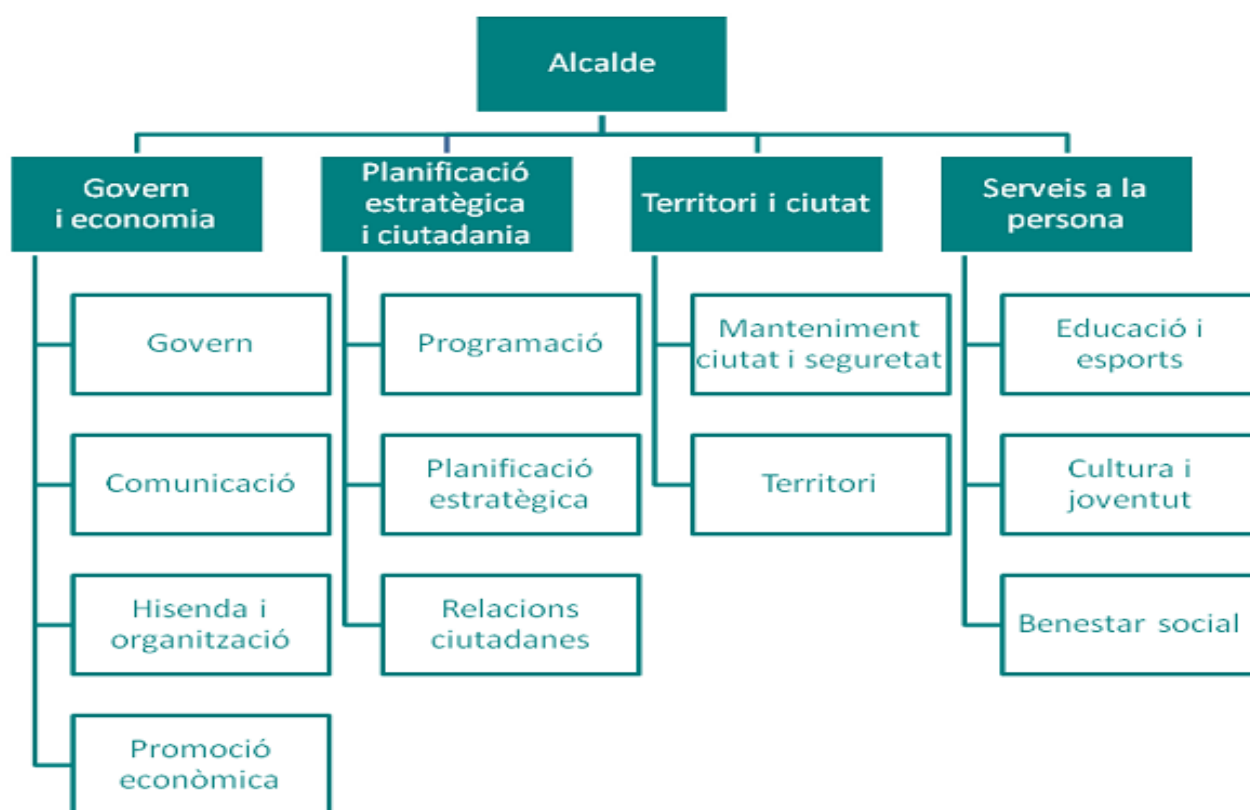 Alcalde
Govern
i economia
Govern
Comunicació
Hisenda i
organització
Promoció
econòmica
Planificació
estratègica
i ciutadania
Programació
Planificació
estratègica
Relacions
ciutadanes
Territori i ciutat
Manteniment
ciutat i seguretat
Territori
Serveis a la
persona
Educació i
esports
Cultura i
joventut
Benestar social